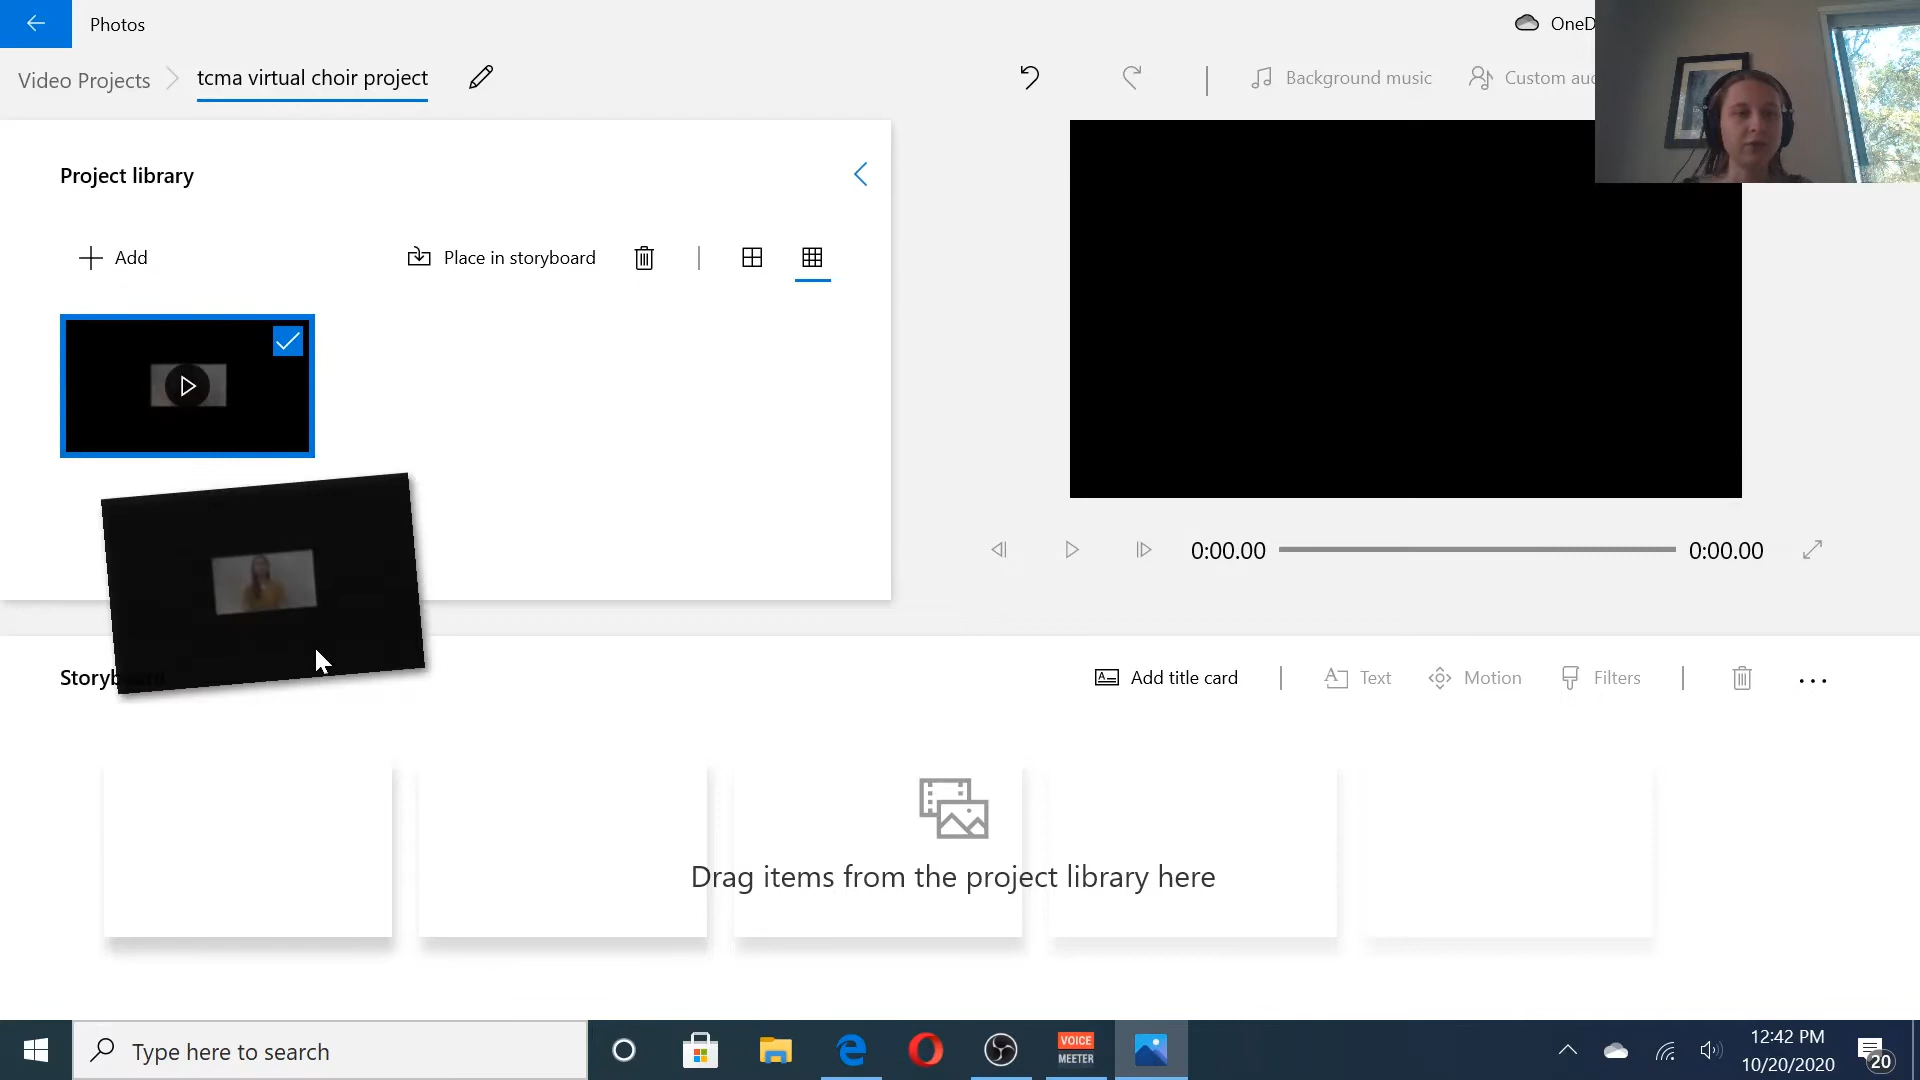 Photos
OneD
Video Projects
tcma virtual choir project
Background music
Custom aud
Project library
Add
Place in storyboard
0:00.00
0:00.00
Storyb
Add title card
Text
Motion
Filters
Drag items from the project library here
Type here to search
VOICE
MEETER
12:42 PM
10/20/2020
20